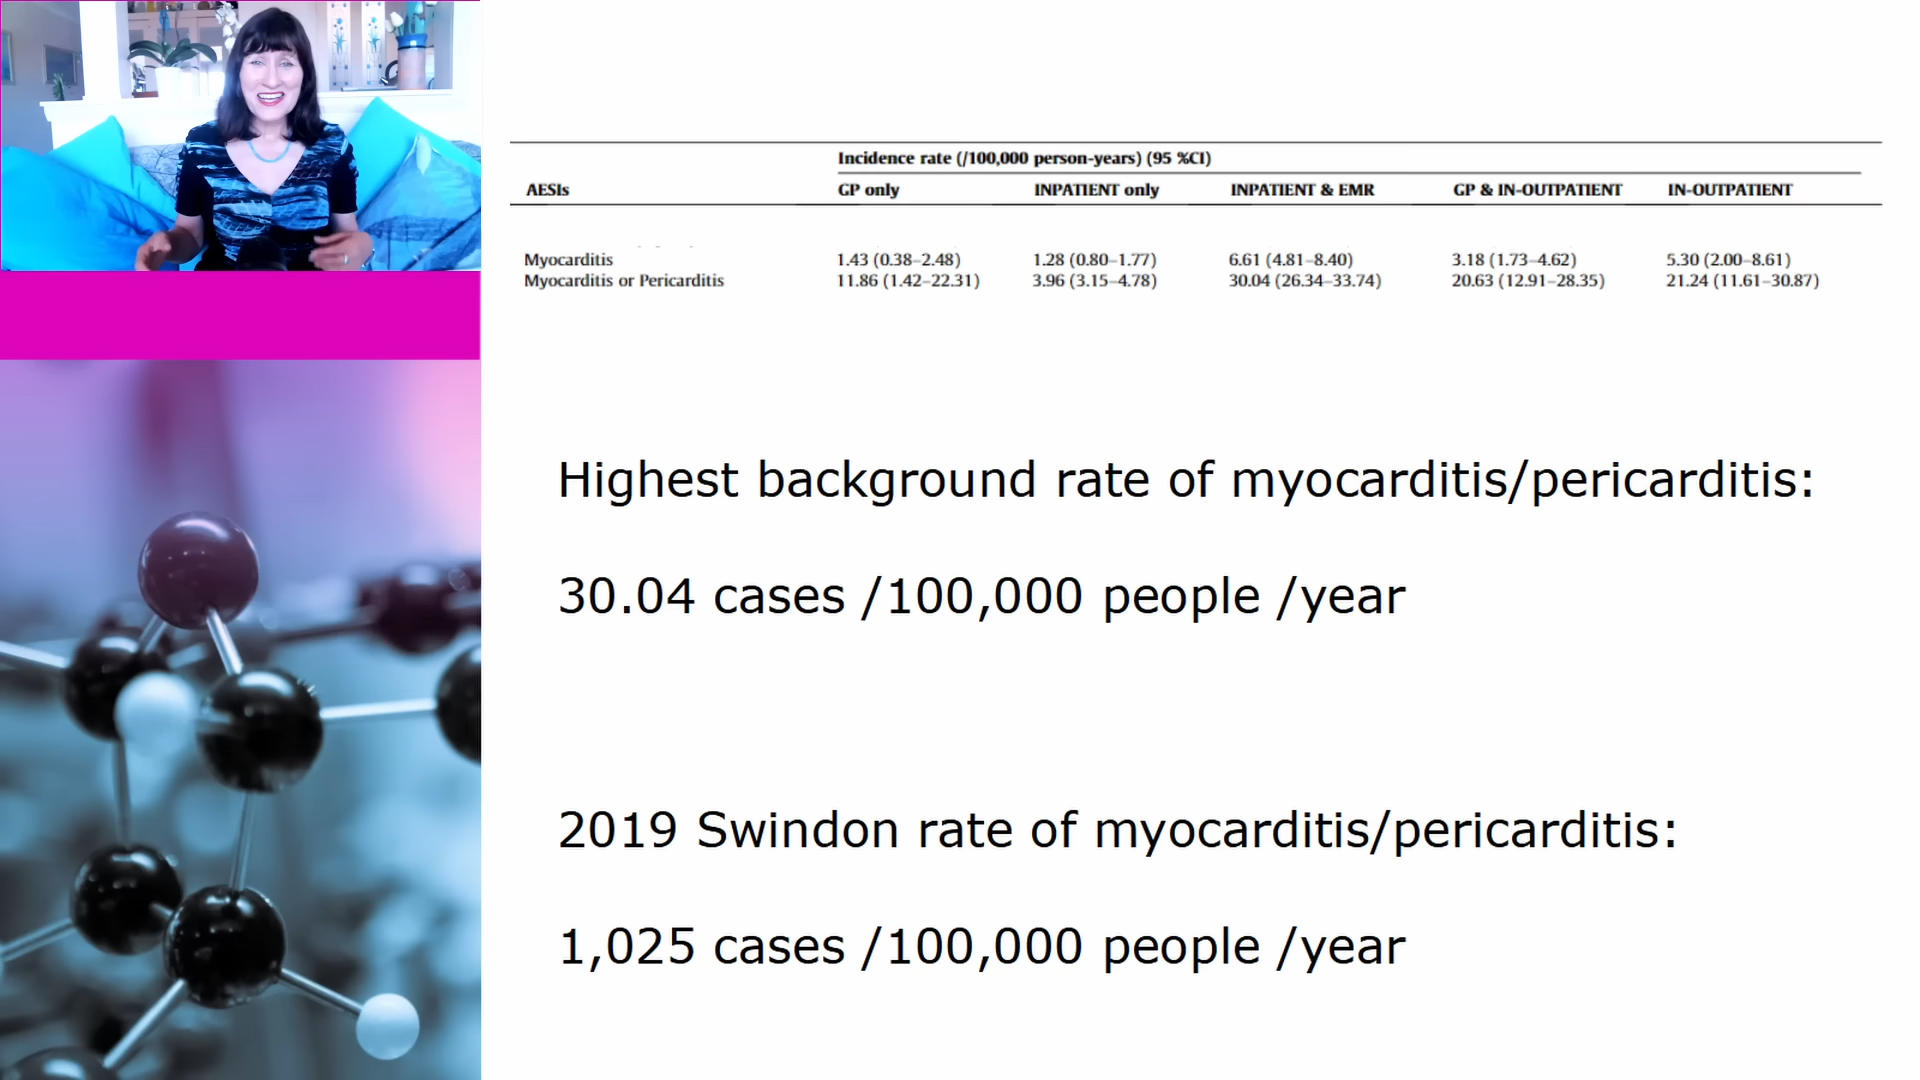 Incidence rate (/100,000 person-years) (95 %CI)
AESIs GP only INPATIENT only INPATIENT & EMR GP & IN-OUTPATIENT IN-OUTPATIENT
Myocarditis 1.43 (0.38–2.48) 1.28 (0.80–1.77) 6.61 (4.81–8.40) 3.18 (1.73–4.62) 5.30 (2.00–8.61)
Myocarditis or Pericarditis 11.86 (1.42–22.31) 3.96 (3.15–4.78) 30.04 (26.34–33.74) 20.63 (12.91–28.35) 21.24 (11.61–30.87)
Highest background rate of myocarditis/pericarditis:
30.04 cases /100,000 people /year
2019 Swindon rate of myocarditis/pericarditis:
1,025 cases /100,000 people /year